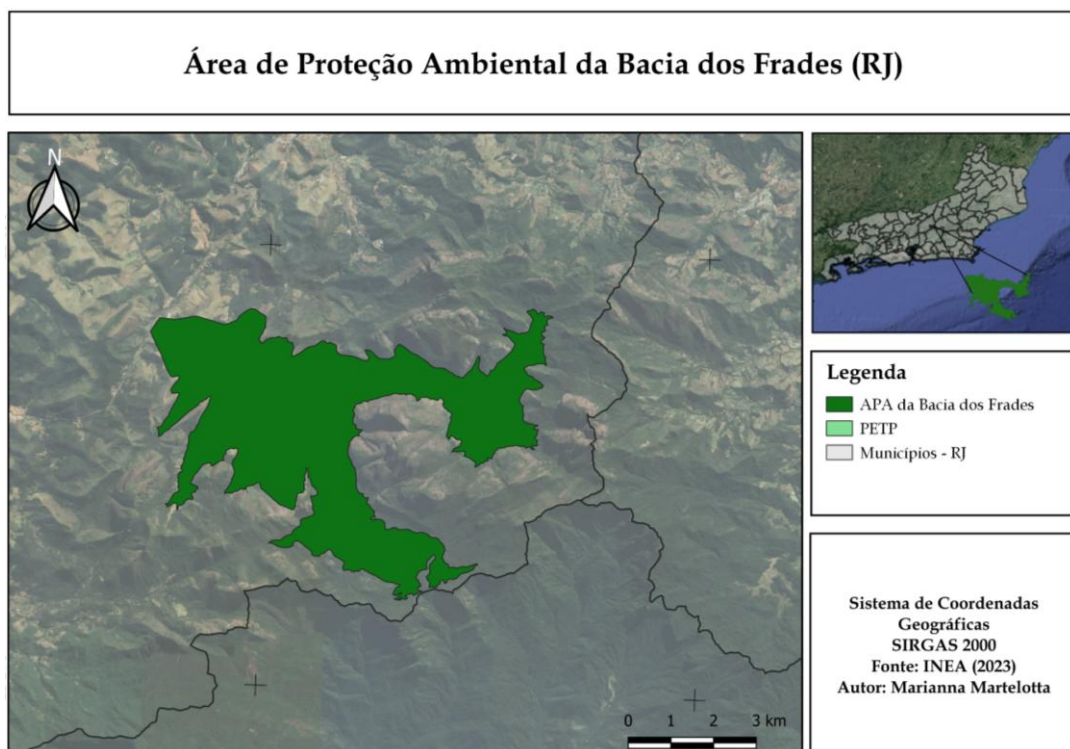 Área de Proteção Ambiental da Bacia dos Frades (RJ)
N
Legenda
APA da Bacia dos Frades
PETP
Municípios - RJ
Sistema de Coordenadas
Geográficas
SIRGAS 2000
Fonte: INEA (2023)
Autor: Marianna Martelotta
0 1 2 3 km